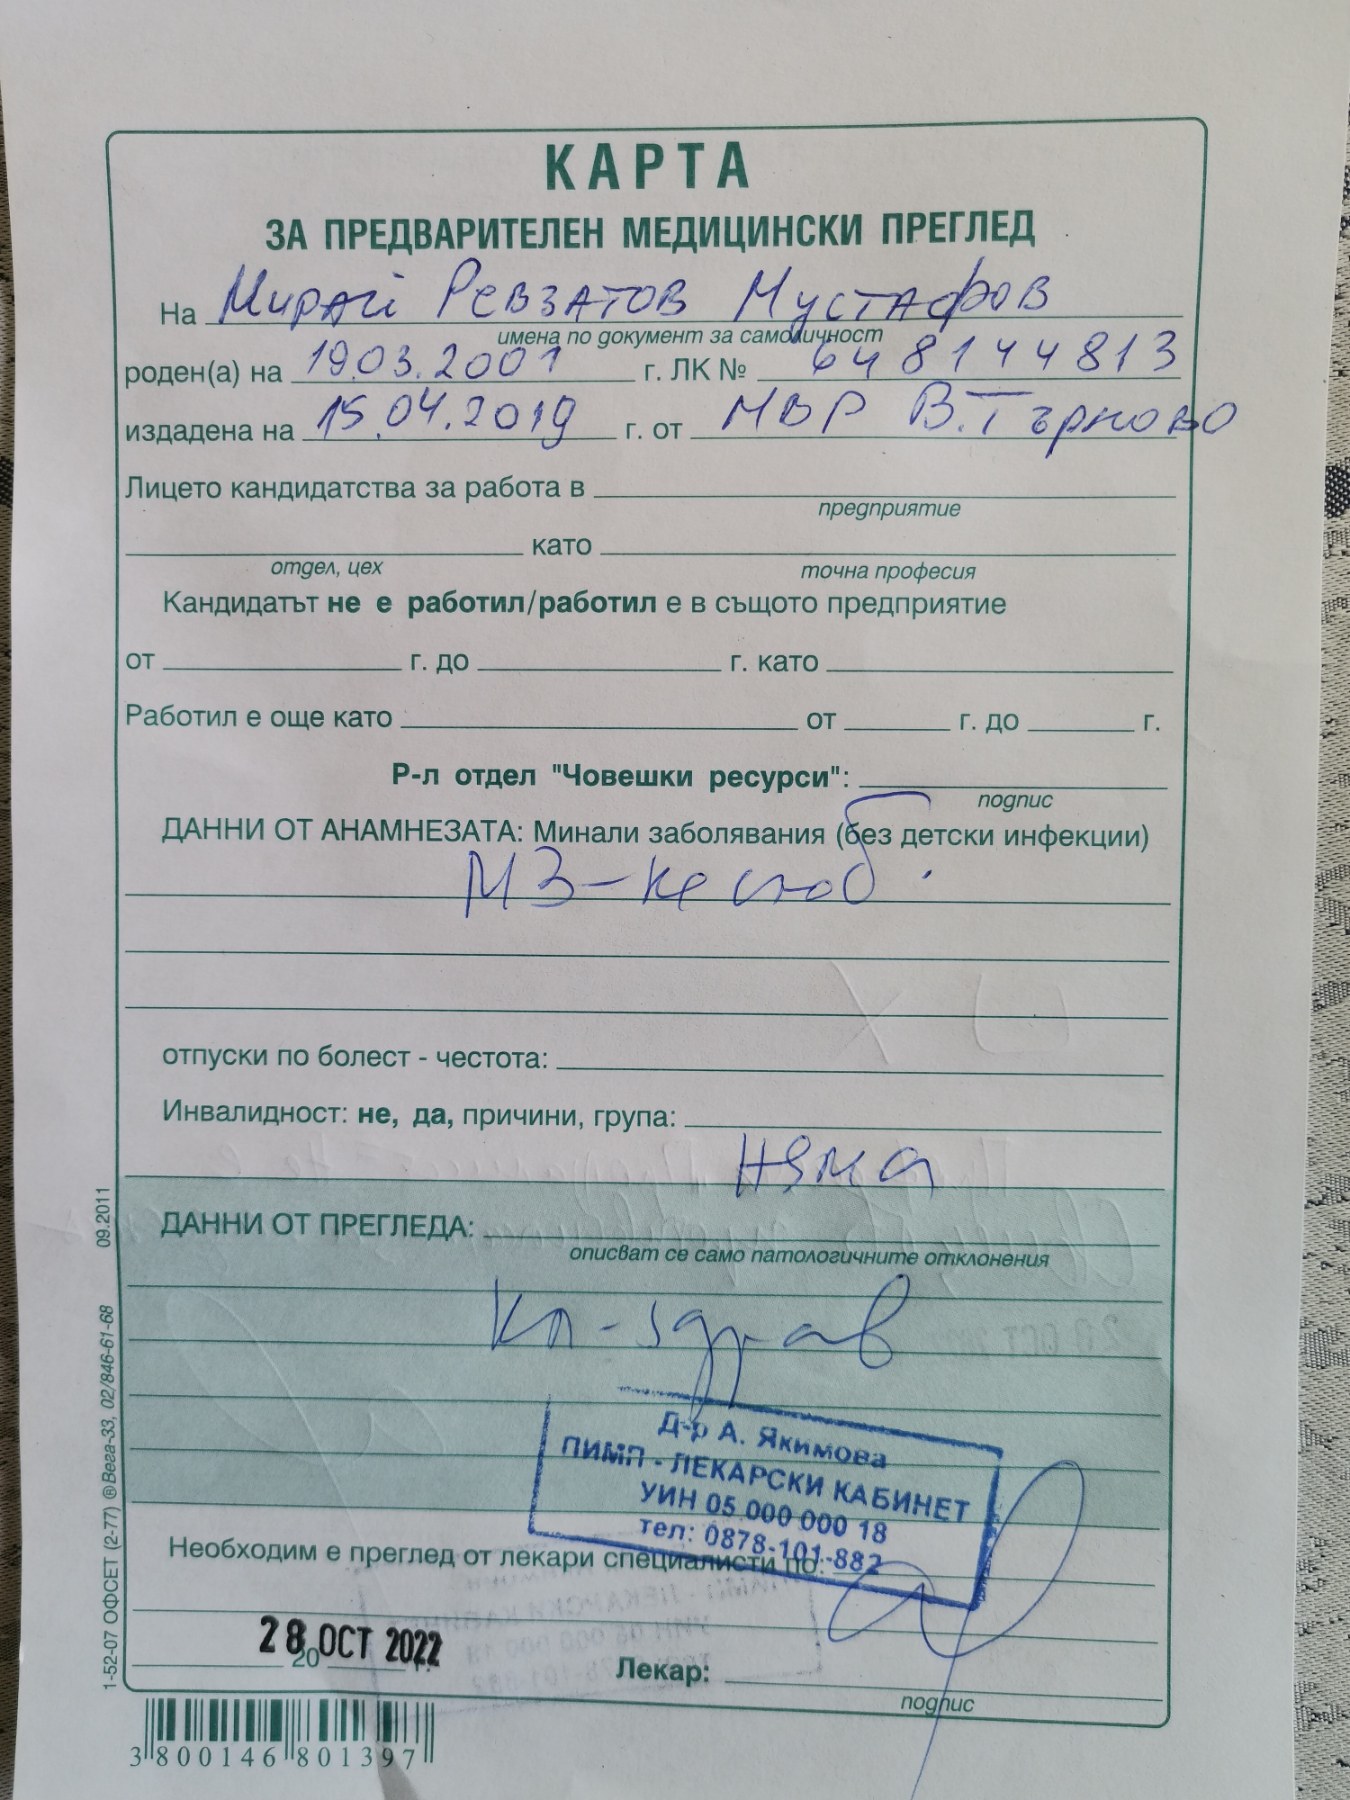 КАРТА
ЗА ПРЕДВАРИТЕЛЕН МЕДИЦИНСКИ ПРЕГЛЕД
На Мирай Ревзатов Мустафов
имена по документ за самоличност
роден(а) на 19.03.2001 г. ЛК № 648144813
издадена на 15.04.2019 г. от МВР В.Търново
Лицето кандидатства за работа в
предприятие
като
отдел, цех точна професия
Кандидатът не е работил/работил е в същото предприятие
от г. до г. като
Работил е още като от г. до г.
Р-л отдел "Човешки ресурси":
подпис
ДАННИ ОТ АНАМНЕЗАТА: Минали заболявания (без детски инфекции)
МЗ - не
отпуски по болест - честота:
Инвалидност: не, да, причини, група:
няма
ДАННИ ОТ ПРЕГЛЕДА:
описват се само патологичните отклонения
кл - здрав
Д-р А. Якимова
ПИМП - ЛЕКАРСКИ КАБИНЕТ
УИН 05 000 000 18
тел: 0878-101-882
Необходим е преглед от лекари специалисти по:
28 ОСТ 2022
20 г.
Лекар:
подпис
1-52-07 ОФСЕТ (2-77) ®Вега-33, 02/846-61-68 09.2011
3 800146 801397